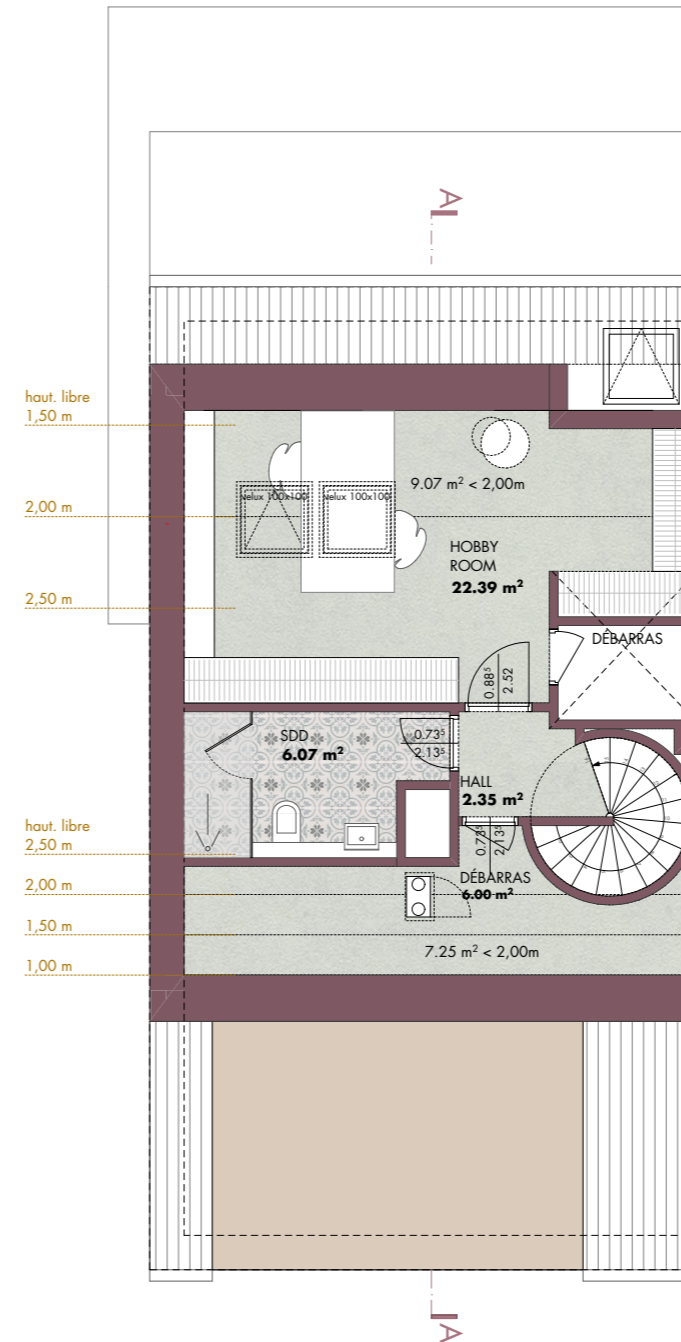 A
haut. libre
1,50 m
9.07 m² < 2,00m
velux 100x100
velux 100x100
2,00 m
HOBBY
ROOM
22.39 m²
2,50 m
DÉBARRAS
0.88⁵
2.52
SDD
6.07 m²
0.73⁵
2.13⁵
HALL
2.35 m²
haut. libre
2,50 m
0.73⁵
2.13⁵
2,00 m
DÉBARRAS
6.00 m²
1,50 m
7.25 m² < 2,00m
1,00 m
A